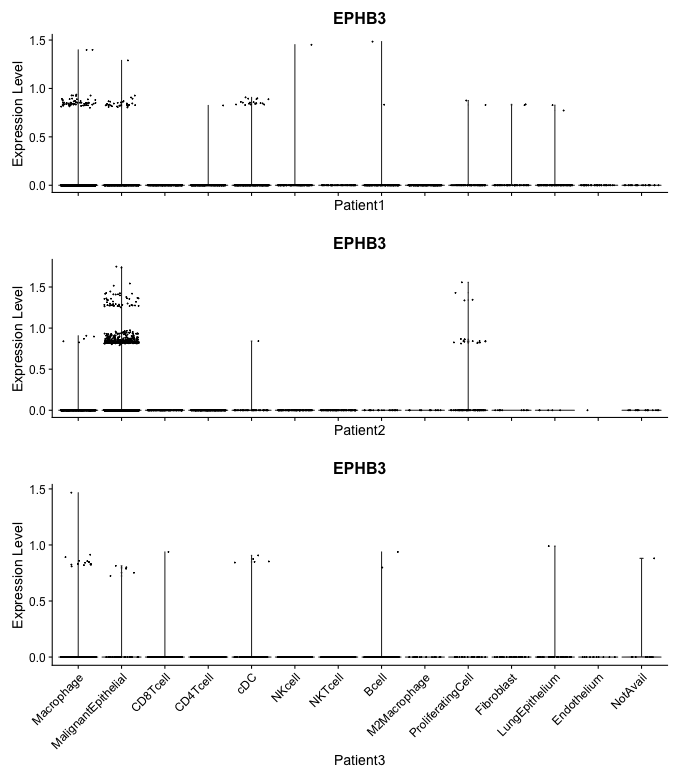 EPHB3
Expression Level
1.5
1.0
0.5
0.0
Patient1
EPHB3
Expression Level
1.5
1.0
0.5
0.0
Patient2
EPHB3
Expression Level
1.5
1.0
0.5
0.0
Macrophage
MalignantEpithelial
CD8Tcell
CD4Tcell
cDC
NKcell
NKTcell
Bcell
M2Macrophage
ProliferatingCell
Fibroblast
LungEpithelium
Endothelium
NotAvail
Patient3